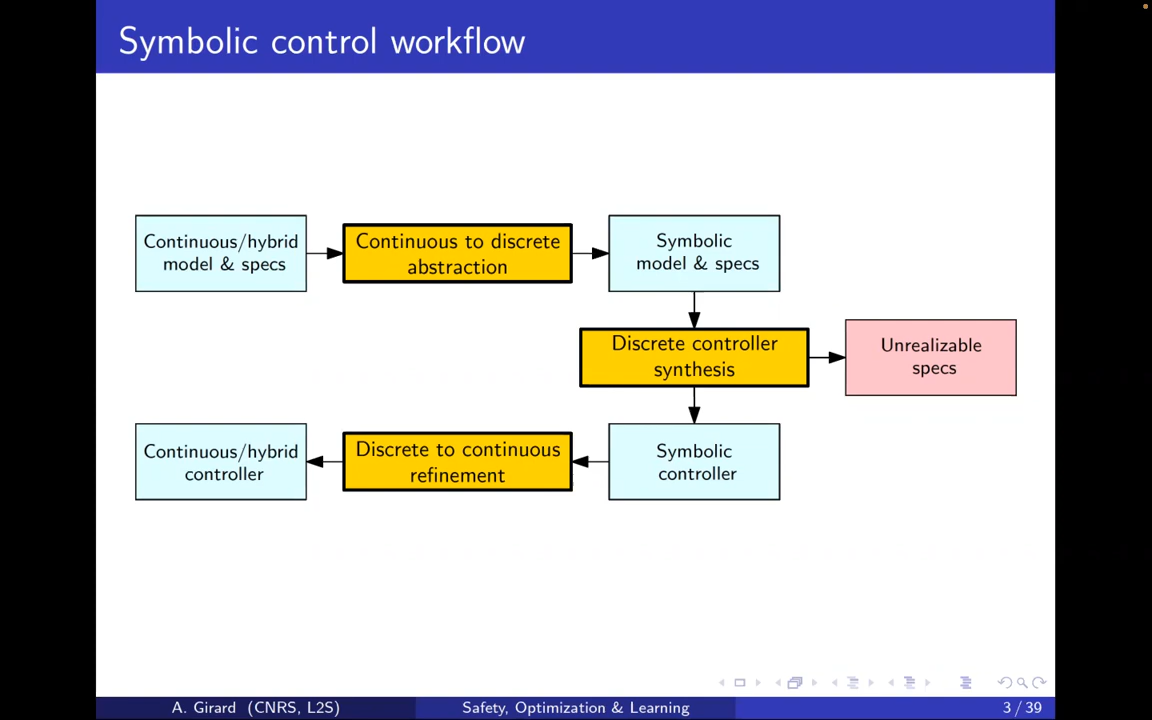 Symbolic control workflow
Continuous/hybrid
model & specs
Continuous to discrete
abstraction
Symbolic
model & specs
Discrete controller
synthesis
Unrealizable
specs
Continuous/hybrid
controller
Discrete to continuous
refinement
Symbolic
controller
A. Girard (CNRS, L2S)
Safety, Optimization & Learning
3 / 39